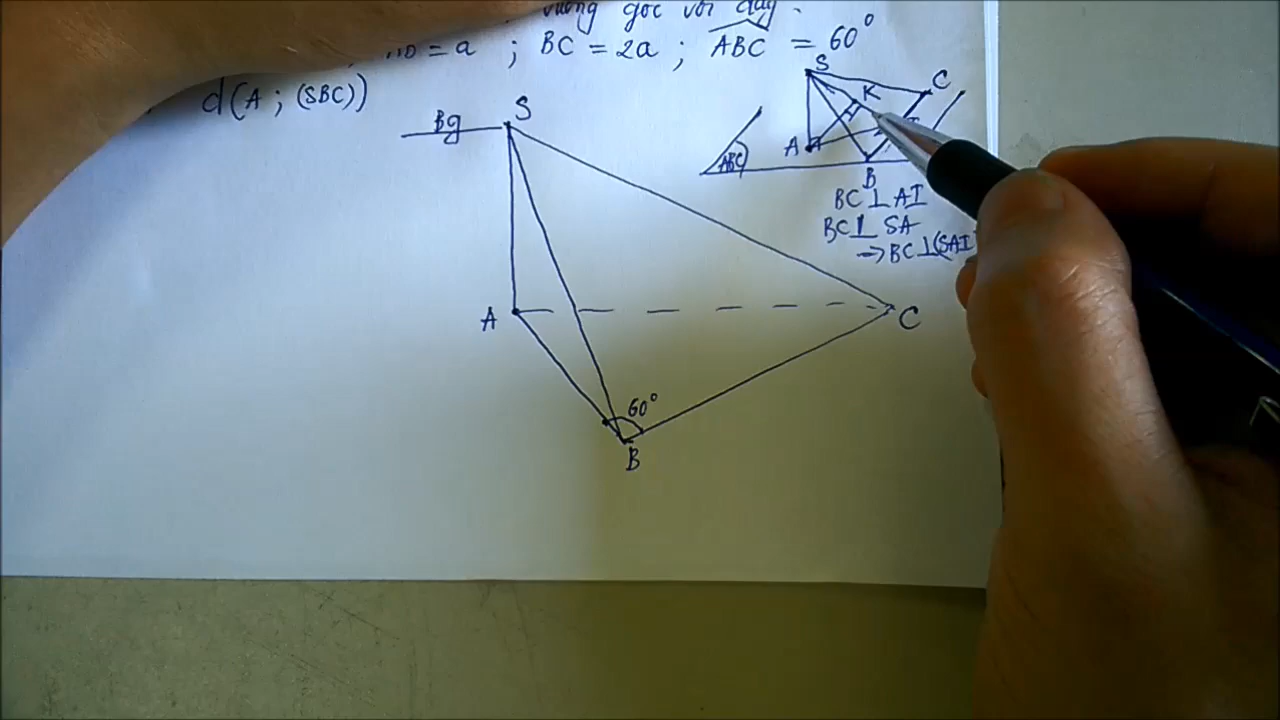 vuông góc với đáy.
= a ; BC = 2a ; ABC = 60°
d(A ; (SBC))
Bg
S
A
C
60°
B
S
C
K
A
ABC
B
BC ⊥ AI
BC ⊥ SA
→ BC ⊥ (SAI